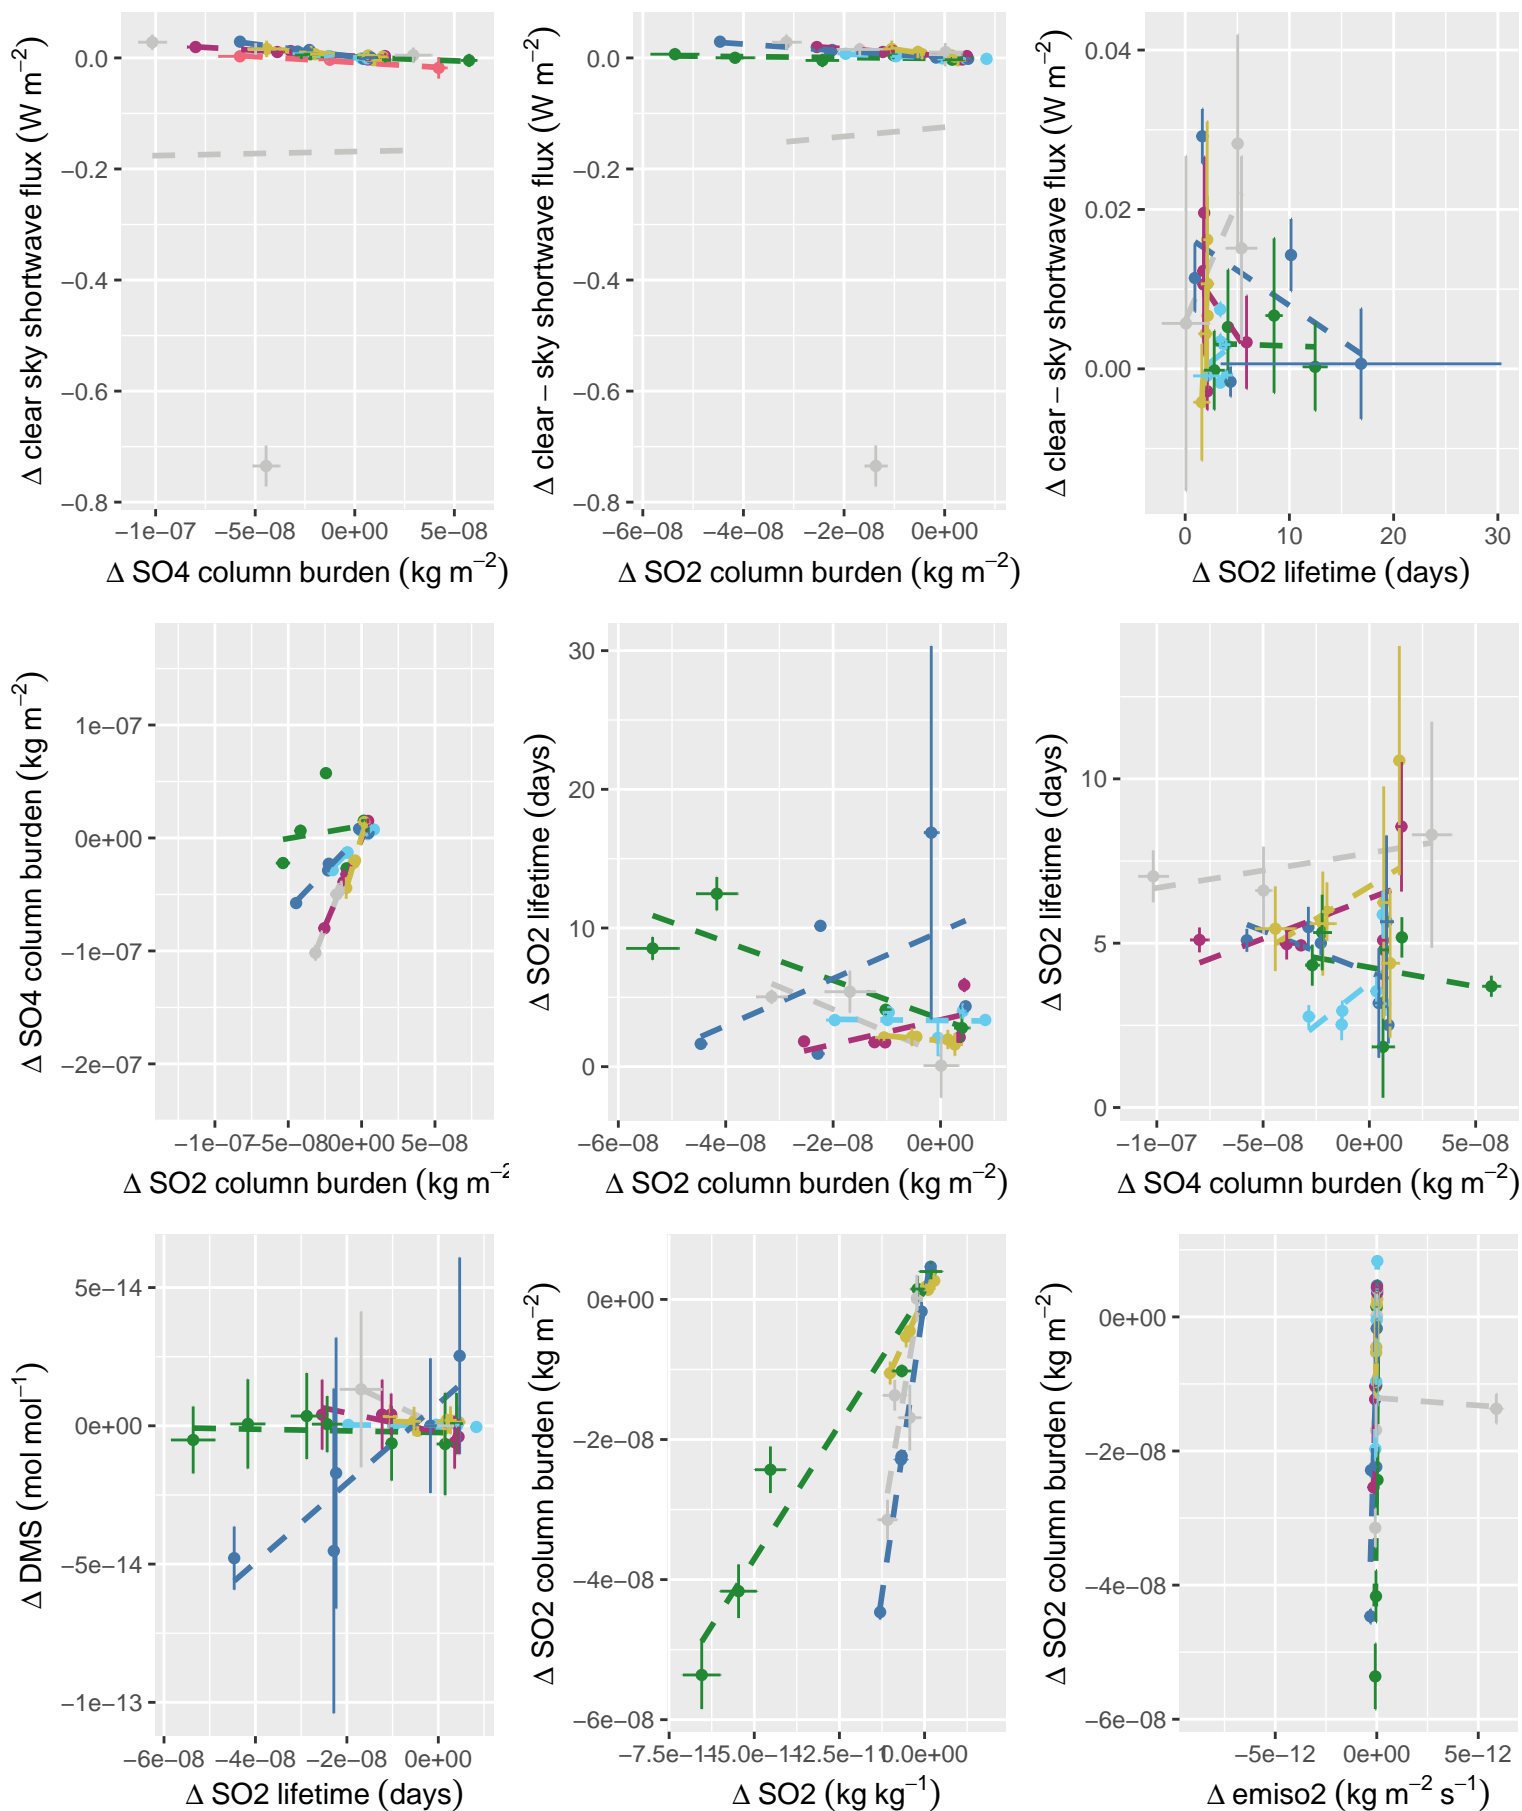 Δ clear sky shortwave flux (W m⁻²)
0.0
−0.2
−0.4
−0.6
−0.8
−1e−07 −5e−08 0e+00 5e−08
Δ SO4 column burden (kg m⁻²)
Δ clear − sky shortwave flux (W m⁻²)
0.0
−0.2
−0.4
−0.6
−0.8
−6e−08 −4e−08 −2e−08 0e+00
Δ SO2 column burden (kg m⁻²)
Δ clear − sky shortwave flux (W m⁻²)
0.04
0.02
0.00
0 10 20 30
Δ SO2 lifetime (days)
Δ SO4 column burden (kg m⁻²)
1e−07
0e+00
−1e−07
−2e−07
−1e−07 −5e−08 0e+00 5e−08
Δ SO2 column burden (kg m⁻²
Δ SO2 lifetime (days)
30
20
10
0
−6e−08 −4e−08 −2e−08 0e+00
Δ SO2 column burden (kg m⁻²)
Δ SO2 lifetime (days)
10
5
0
−1e−07 −5e−08 0e+00 5e−08
Δ SO4 column burden (kg m⁻²)
Δ DMS (mol mol⁻¹)
5e−14
0e+00
−5e−14
−1e−13
−6e−08 −4e−08 −2e−08 0e+00
Δ SO2 lifetime (days)
Δ SO2 column burden (kg m⁻²)
0e+00
−2e−08
−4e−08
−6e−08
−7.5e−11 −5.0e−11 −2.5e−11 0.0e+00
Δ SO2 (kg kg⁻¹)
Δ SO2 column burden (kg m⁻²)
0e+00
−2e−08
−4e−08
−6e−08
−5e−12 0e+00 5e−12
Δ emiso2 (kg m⁻² s⁻¹)